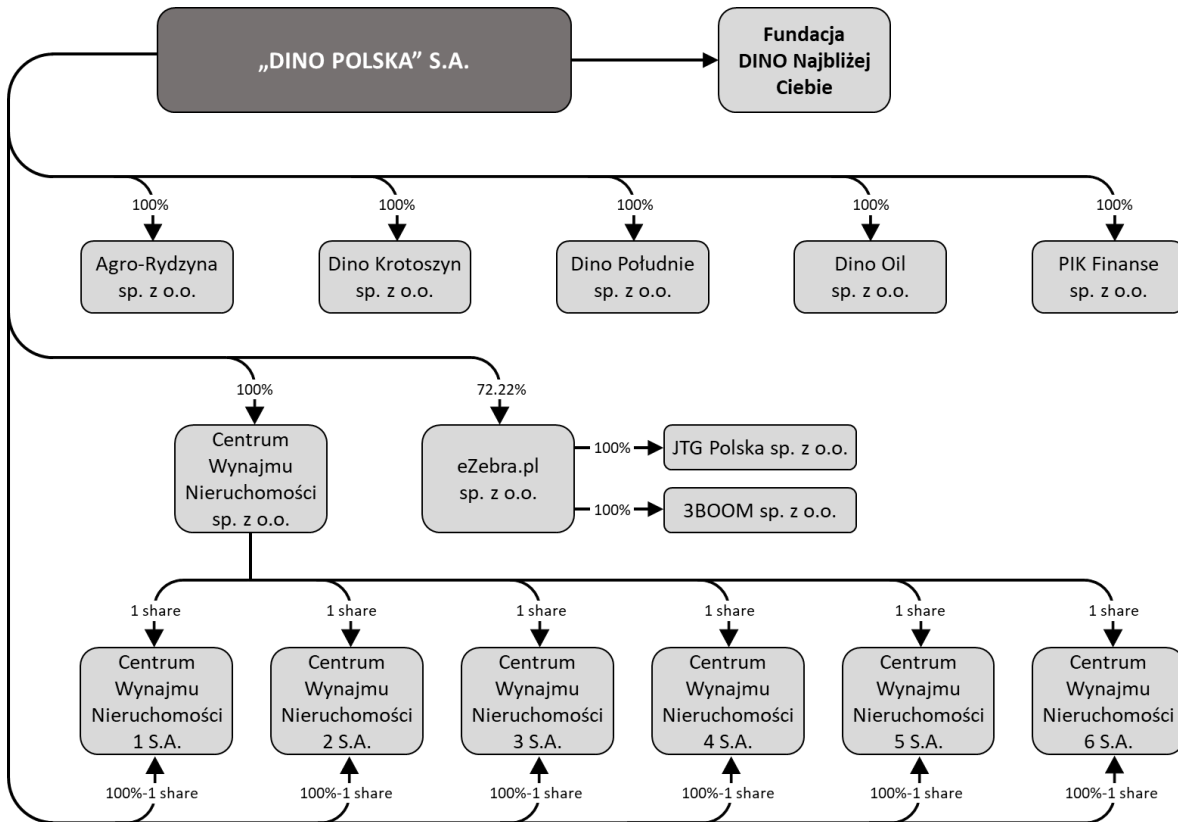 „DINO POLSKA” S.A.
Fundacja
DINO Najbliżej
Ciebie
100%
100%
100%
100%
100%
Agro-Rydzyna
sp. z o.o.
Dino Krotoszyn
sp. z o.o.
Dino Południe
sp. z o.o.
Dino Oil
sp. z o.o.
PIK Finanse
sp. z o.o.
100%
72.22%
Centrum
Wynajmu
Nieruchomości
sp. z o.o.
eZebra.pl
sp. z o.o.
100%
JTG Polska sp. z o.o.
100%
3BOOM sp. z o.o.
1 share
1 share
1 share
1 share
1 share
1 share
Centrum
Wynajmu
Nieruchomości
1 S.A.
Centrum
Wynajmu
Nieruchomości
2 S.A.
Centrum
Wynajmu
Nieruchomości
3 S.A.
Centrum
Wynajmu
Nieruchomości
4 S.A.
Centrum
Wynajmu
Nieruchomości
5 S.A.
Centrum
Wynajmu
Nieruchomości
6 S.A.
100%-1 share
100%-1 share
100%-1 share
100%-1 share
100%-1 share
100%-1 share